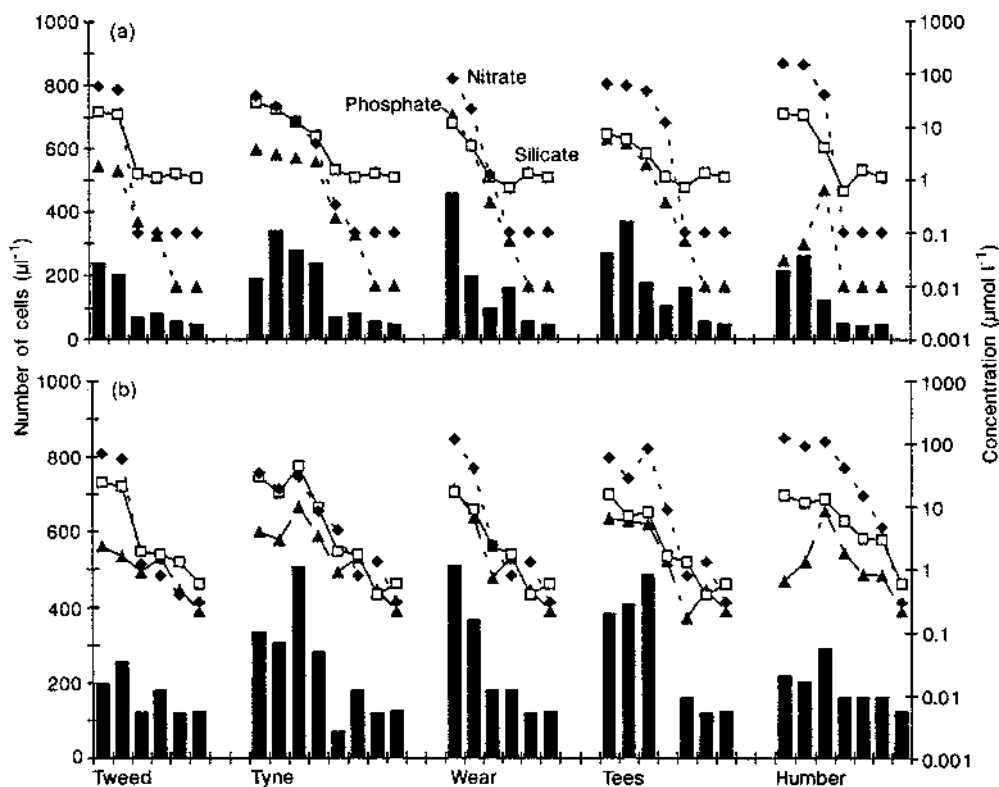 1000 (a) 1000
800 Nitrate 100
Phosphate 10
600 Silicate
1
400 0.1
200 0.01
0 0.001
1000 (b) 1000
800 100
600 10
1
400 0.1
200 0.01
0 0.001
Tweed Tyne Wear Tees Humber
Number of cells (µl⁻¹)
Concentration (µmol l⁻¹)